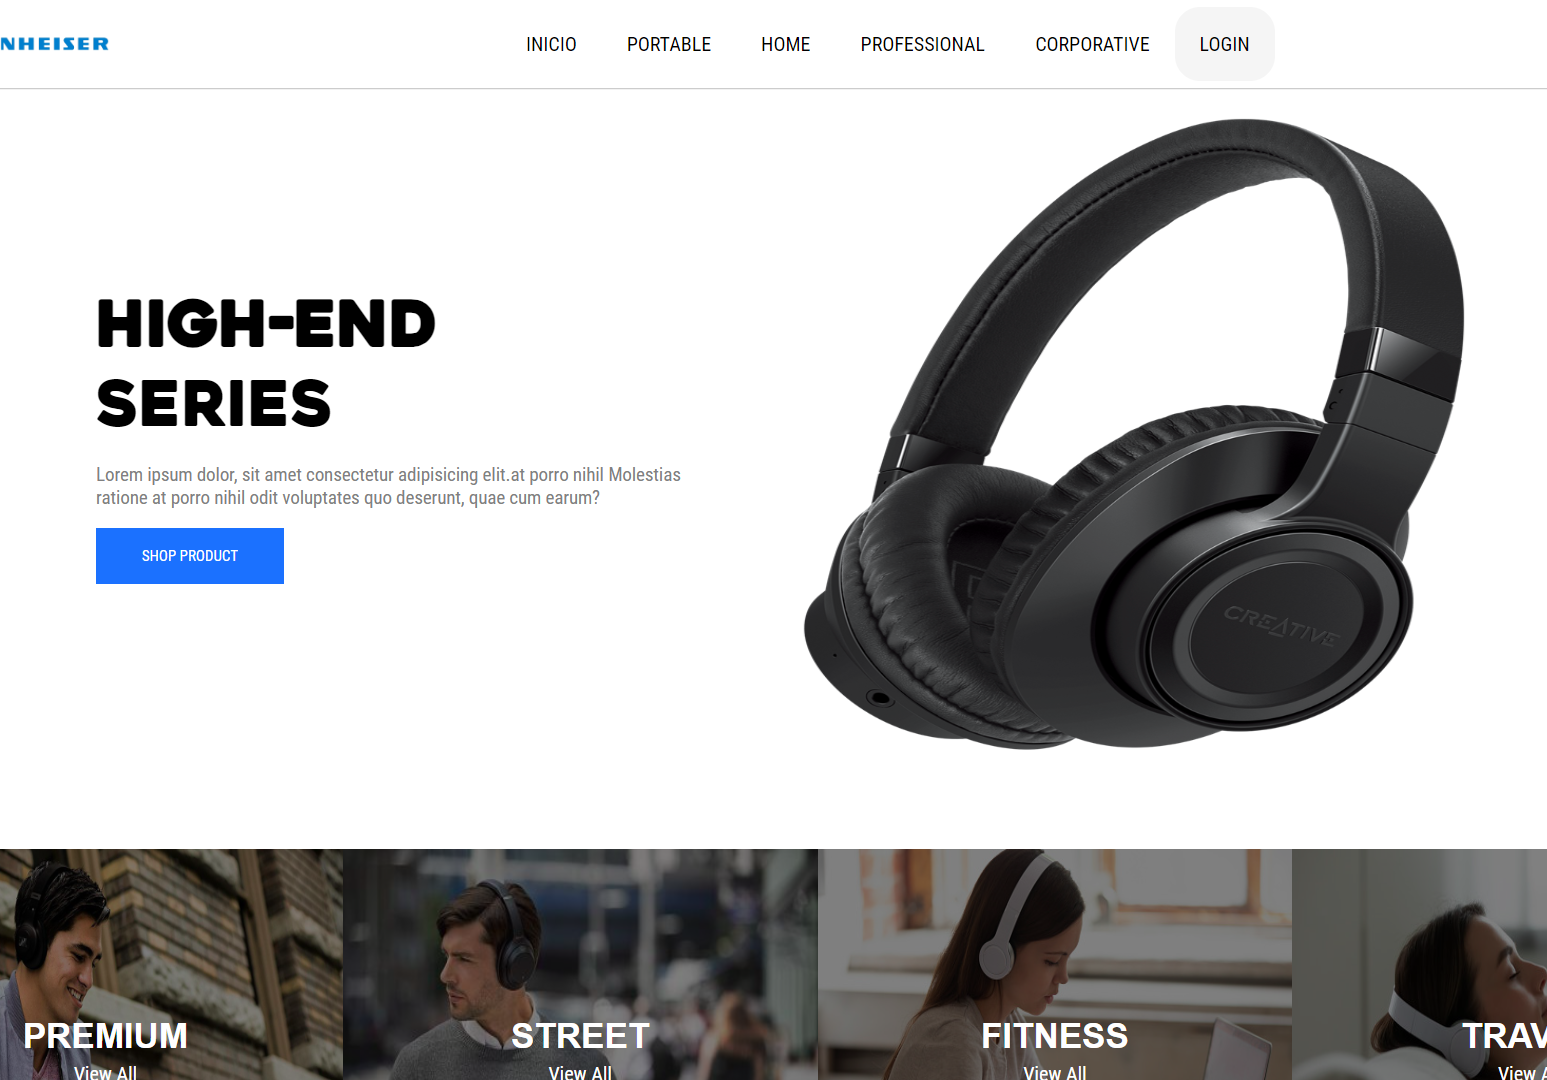 NHEISER
INICIO PORTABLE HOME PROFESSIONAL CORPORATIVE LOGIN
HIGH-END
SERIES
Lorem ipsum dolor, sit amet consectetur adipisicing elit.at porro nihil Molestias
ratione at porro nihil odit voluptates quo deserunt, quae cum earum?
SHOP PRODUCT
CREATIVE
PREMIUM STREET FITNESS TRAV
View All View All View All View A